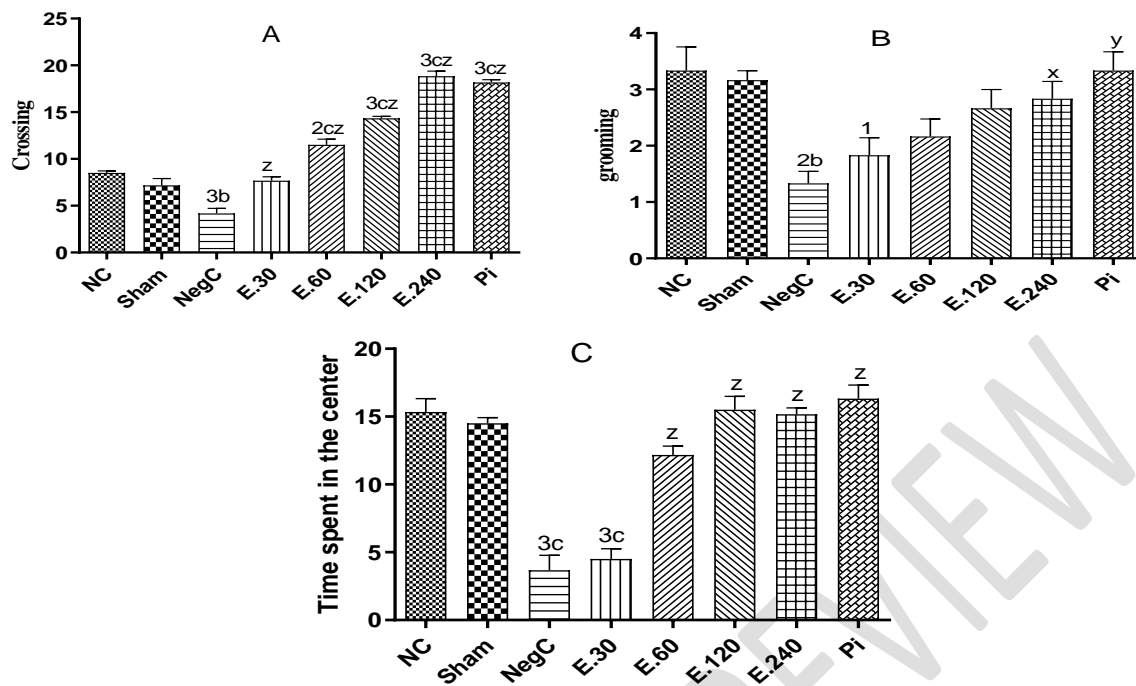 A
Crossing
25
20
15
10
5
0
3b
z
2cz
3cz
3cz
3cz
NC
Sham
NegC
E.30
E.60
E.120
E.240
Pi
B
grooming
4
3
2
1
0
2b
1
x
y
NC
Sham
NegC
E.30
E.60
E.120
E.240
Pi
C
Time spent in the center
20
15
10
5
0
3c
3c
z
z
z
z
NC
Sham
NegC
E.30
E.60
E.120
E.240
Pi
REVIEW